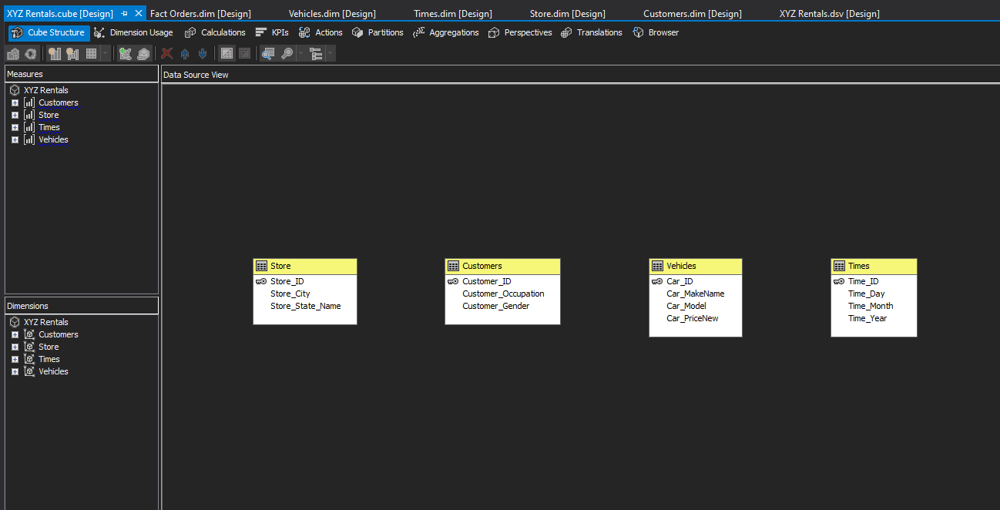 XYZ Rentals.cube [Design] Fact Orders.dim [Design] Vehicles.dim [Design] Times.dim [Design] Store.dim [Design] Customers.dim [Design] XYZ Rentals.dsv [Design]
Cube Structure Dimension Usage Calculations KPIs Actions Partitions Aggregations Perspectives Translations Browser
Measures
XYZ Rentals
Customers
Store
Times
Vehicles
Dimensions
XYZ Rentals
Customers
Store
Times
Vehicles
Data Source View
Store
Store_ID
Store_City
Store_State_Name
Customers
Customer_ID
Customer_Occupation
Customer_Gender
Vehicles
Car_ID
Car_MakeName
Car_Model
Car_PriceNew
Times
Time_ID
Time_Day
Time_Month
Time_Year